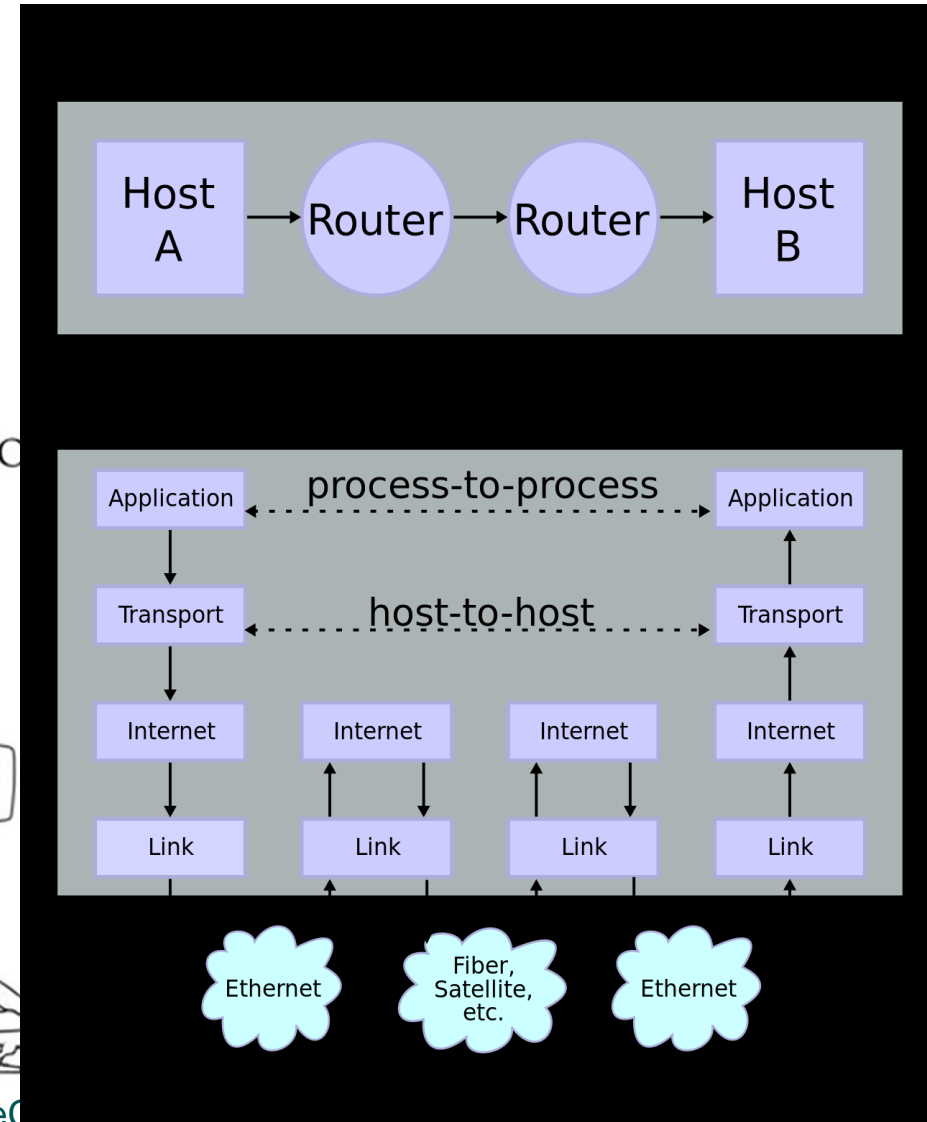 Host
A
Router
Router
Host
B
process-to-process
Application
Application
host-to-host
Transport
Transport
Internet
Internet
Internet
Internet
Link
Link
Link
Link
Ethernet
Fiber,
Satellite,
etc.
Ethernet